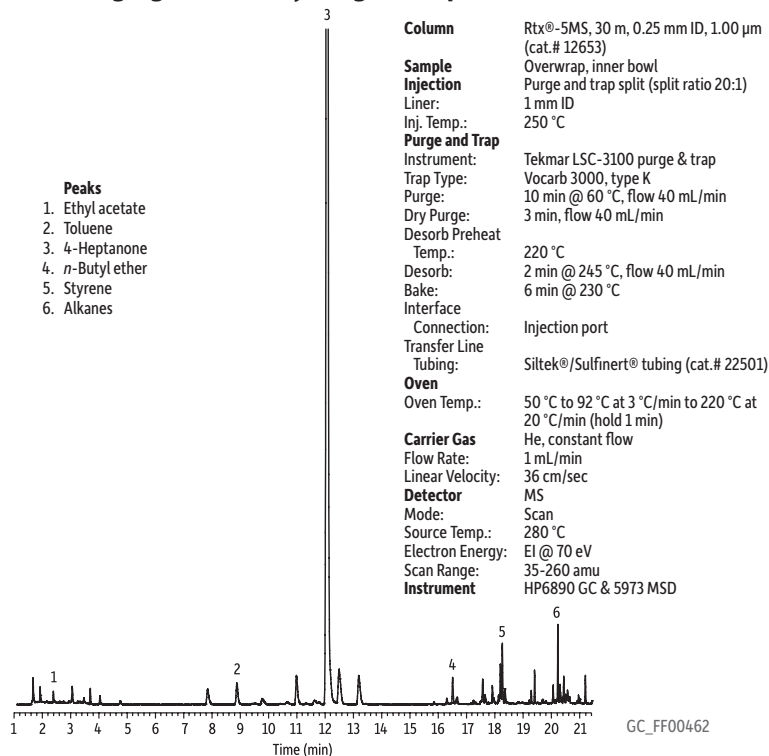 3
Column Rtx®-5MS, 30 m, 0.25 mm ID, 1.00 µm
(cat.# 12653)
Sample Overwrap, inner bowl
Injection Purge and trap split (split ratio 20:1)
Liner: 1 mm ID
Inj. Temp.: 250 °C
Purge and Trap
Instrument: Tekmar LSC-3100 purge & trap
Trap Type: Vocarb 3000, type K
Purge: 10 min @ 60 °C, flow 40 mL/min
Dry Purge: 3 min, flow 40 mL/min
Desorb Preheat
Temp.: 220 °C
Desorb: 2 min @ 245 °C, flow 40 mL/min
Bake: 6 min @ 230 °C
Interface
Connection: Injection port
Transfer Line
Tubing: Siltek®/Sulfinert® tubing (cat.# 22501)
Oven
Oven Temp.: 50 °C to 92 °C at 3 °C/min to 220 °C at
20 °C/min (hold 1 min)
Carrier Gas He, constant flow
Flow Rate: 1 mL/min
Linear Velocity: 36 cm/sec
Detector MS
Mode: Scan
Source Temp.: 280 °C
Electron Energy: EI @ 70 eV
Scan Range: 35-260 amu
Instrument HP6890 GC & 5973 MSD
Peaks
1. Ethyl acetate
2. Toluene
3. 4-Heptanone
4. n-Butyl ether
5. Styrene
6. Alkanes
1 2 4 5 6
1 2 3 4 5 6 7 8 9 10 11 12 13 14 15 16 17 18 19 20 21
Time (min)
GC_FF00462